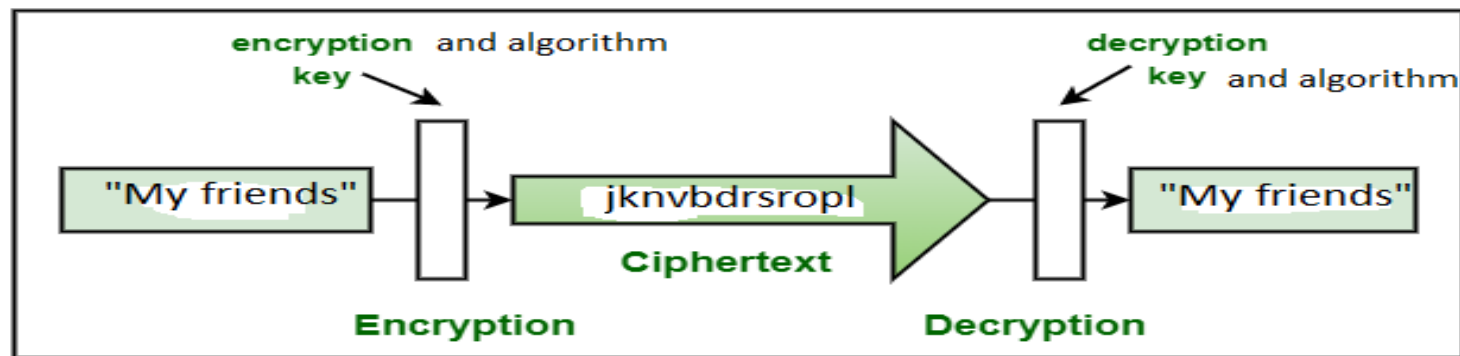 encryption and algorithm
key
decryption
key and algorithm
"My friends"
jknvbdrsropl
"My friends"
Ciphertext
Encryption
Decryption